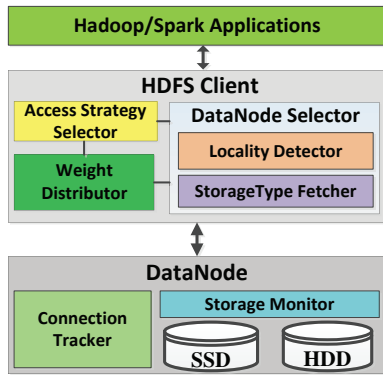 Hadoop/Spark Applications
HDFS Client
Access Strategy
Selector
DataNode Selector
Locality Detector
Weight
Distributor
StorageType Fetcher
DataNode
Connection
Tracker
Storage Monitor
SSD
HDD